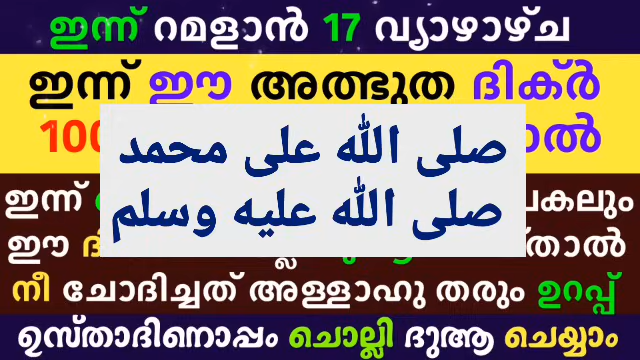 ഇന്ന് റമളാൻ 17 വ്യാഴാഴ്ച
ഇന്ന് ഈ അത്ഭുത ദിക്ർ
صلى الله على محمد
صلى الله عليه وسلم
ഇന്ന് പകലും
ഈ
നീ ചോദിച്ചത് അള്ളാഹു തരും ഉറപ്പ്
ഉസ്താദിനൊപ്പം ചൊല്ലി ദുആ ചെയ്യാം